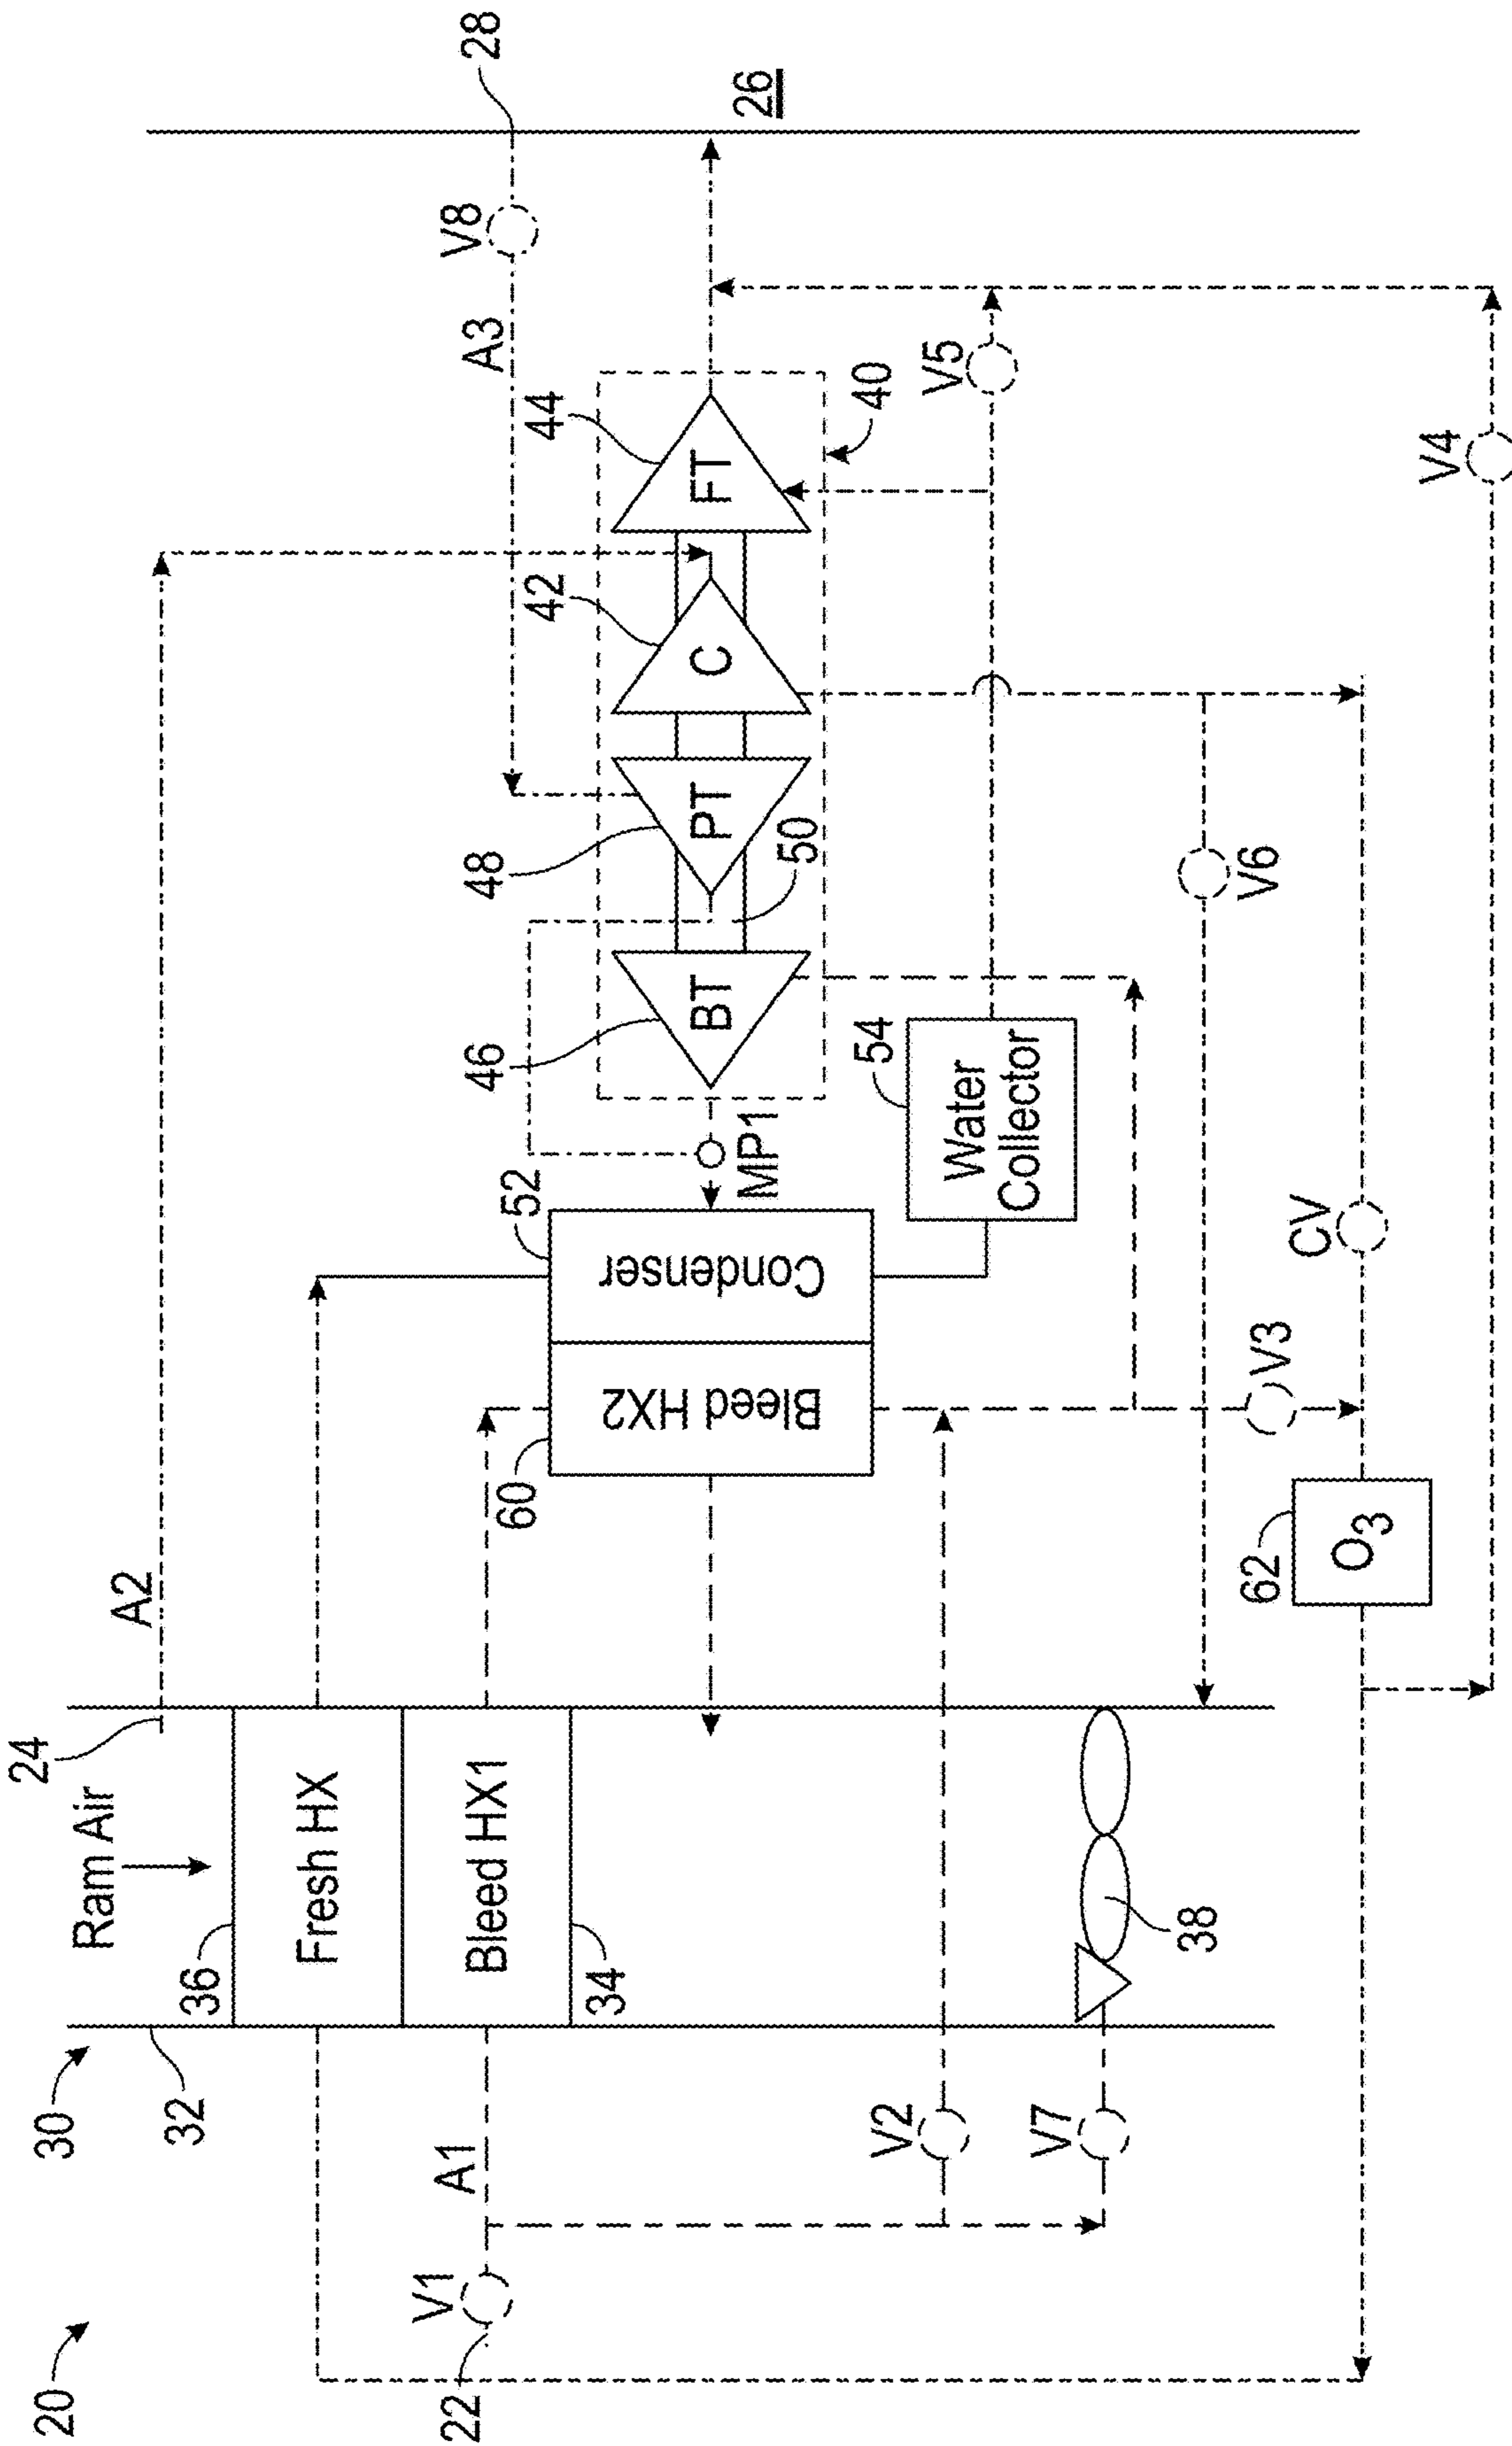 20
30
22
V1
A1
32
36
34
Ram Air
24
Fresh HX
Bleed HX1
V2
V7
38
A2
60
52
Bleed HX2
Condenser
MP1
54
Water
Collector
62
O3
V3
CV
V6
46
BT
48
PT
50
42
C
44
FT
40
A3
V8
28
26
V5
V4